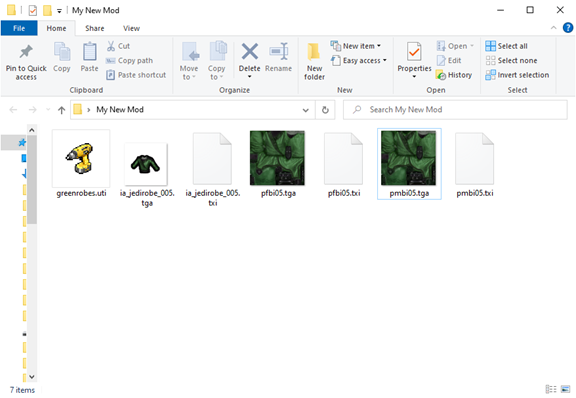 My New Mod
File
Home
Share
View
Pin to Quick
access
Copy
Paste
Cut
Copy path
Paste shortcut
Clipboard
Move
to
Copy
to
Delete
Rename
Organize
New
folder
New item
Easy access
New
Properties
Open
Edit
History
Open
Select all
Select none
Invert selection
Select
My New Mod
Search My New Mod
greenrobes.uti
ia_jedirobe_005.
tga
ia_jedirobe_005.
txi
pfbi05.tga
pfbi05.txi
pmbi05.tga
pmbi05.txi
7 items